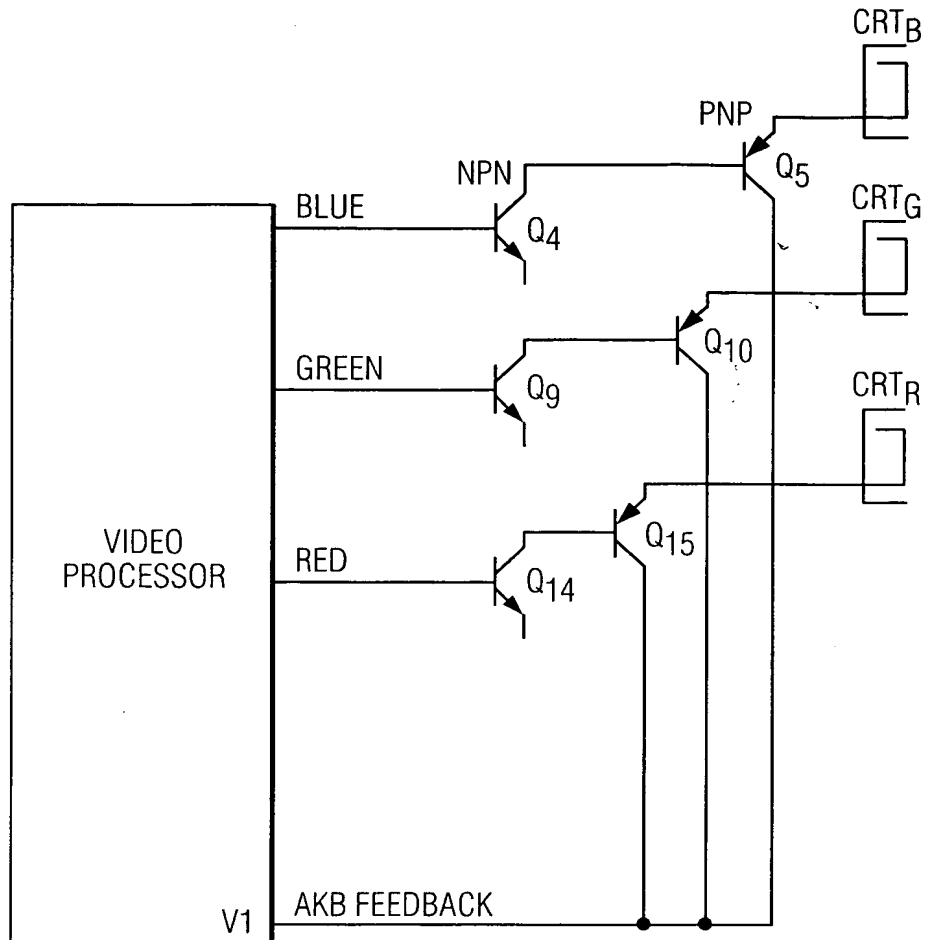 CRTB
PNP
Q5
NPN
BLUE
Q4
CRTG
Q10
GREEN
Q9
CRTR
Q15
VIDEO
PROCESSOR
RED
Q14
V1
AKB FEEDBACK